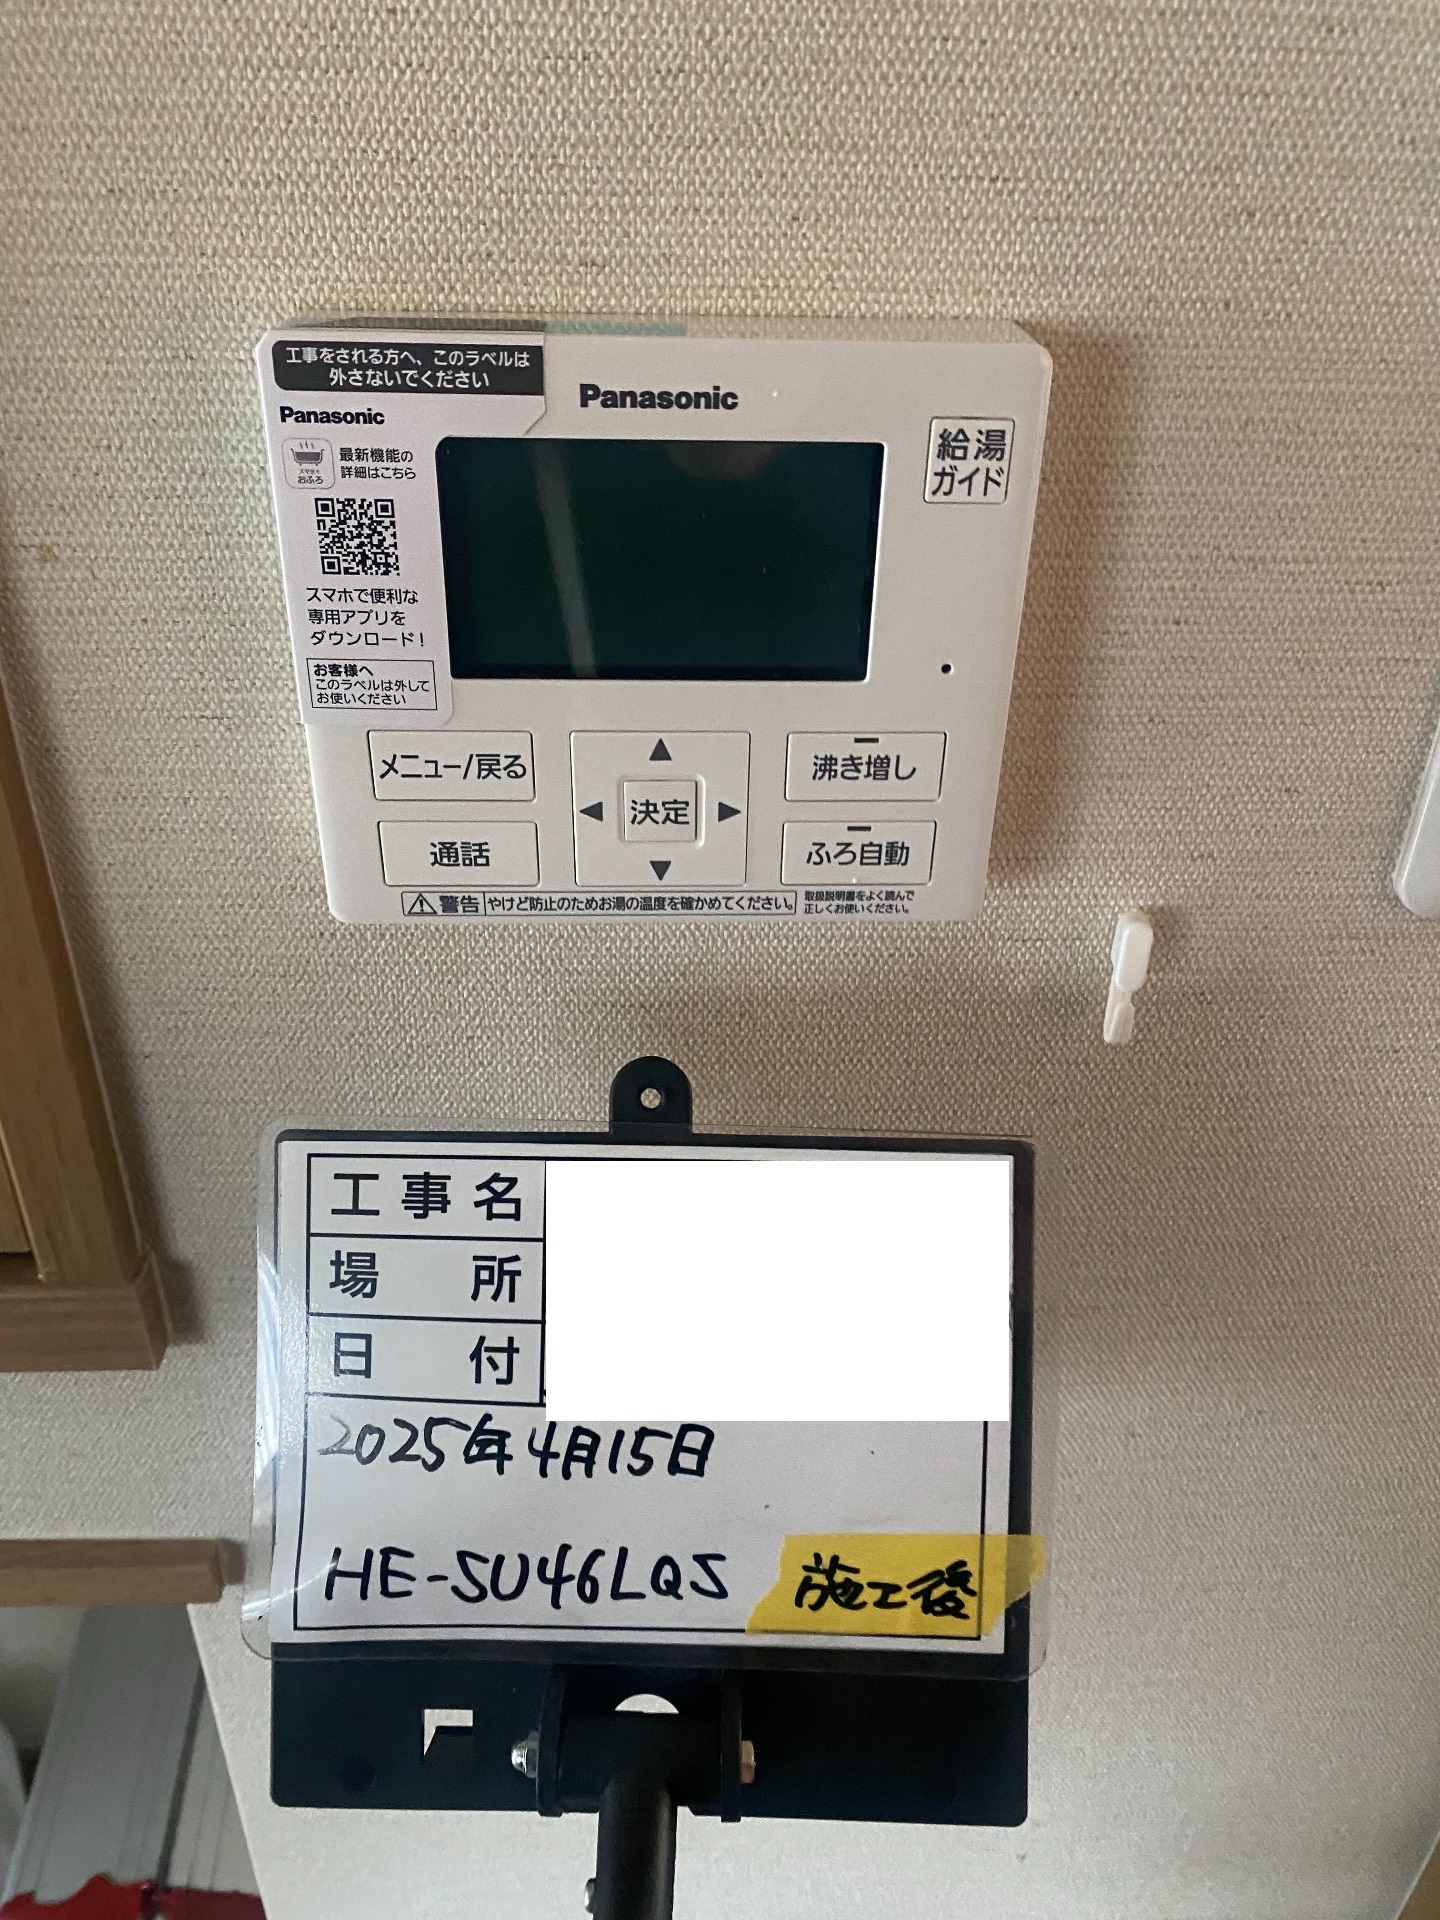 工事をされる方へ、このラベルは
外さないでください
Panasonic
最新機能の
詳細はこちら
スマホで
おふろ
スマホで便利な
専用アプリを
ダウンロード!
お客様へ
このラベルは外して
お使いください
Panasonic
給湯
ガイド
メニュー/戻る
▲
沸き増し
◀ 決定 ▶
通話
▼
ふろ自動
警告 やけど防止のためお湯の温度を確かめてください。
取扱説明書をよく読んで
正しくお使いください。
工事名
場所
日付
2025年4月15日
HE-SU46LQS
施工後